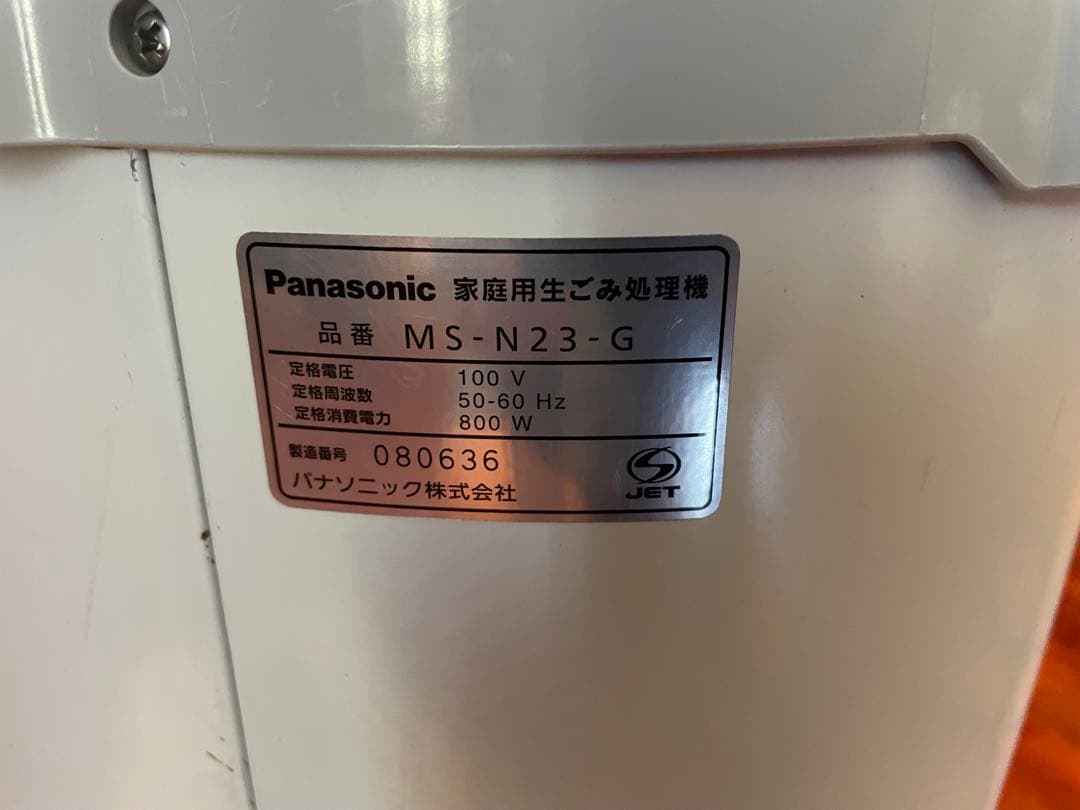 Panasonic 家庭用生ごみ処理機
品番 MS-N23-G
定格電圧 100 V
定格周波数 50-60 Hz
定格消費電力 800 W
製造番号 080636
パナソニック株式会社
JET